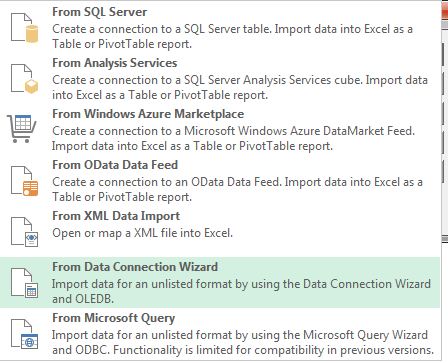 From SQL Server
Create a connection to a SQL Server table. Import data into Excel as a
Table or PivotTable report.
From Analysis Services
Create a connection to a SQL Server Analysis Services cube. Import data
into Excel as a Table or PivotTable report.
From Windows Azure Marketplace
Create a connection to a Microsoft Windows Azure DataMarket Feed.
Import data into Excel as a Table or PivotTable report.
From OData Data Feed
Create a connection to an OData Data Feed. Import data into Excel as a
Table or PivotTable report.
From XML Data Import
Open or map a XML file into Excel.
From Data Connection Wizard
Import data for an unlisted format by using the Data Connection Wizard
and OLEDB.
From Microsoft Query
Import data for an unlisted format by using the Microsoft Query Wizard
and ODBC. Functionality is limited for compatibility in previous versions.